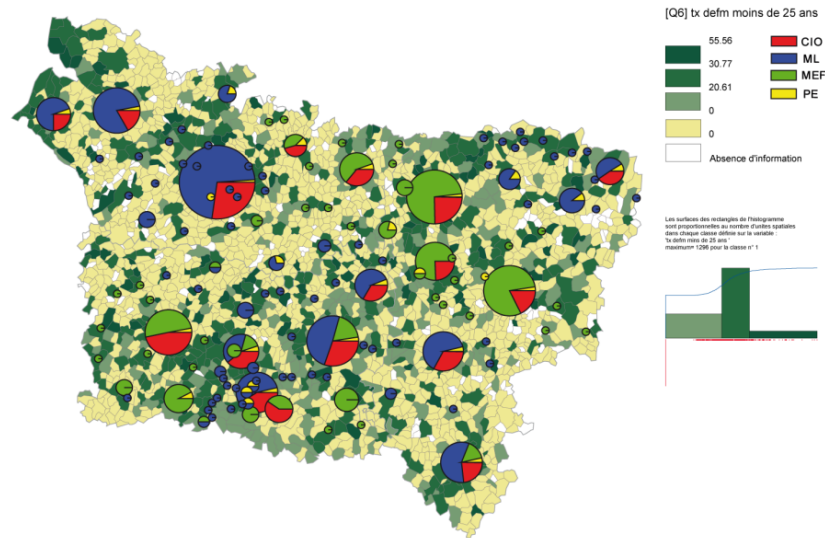 [Q6] tx defm moins de 25 ans
55.56
30.77
20.61
0
0
Absence d'information
CIO
ML
MEF
PE
Les surfaces des rectangles de l'histogramme
sont proportionnelles au nombre d'unités spatiales
dans chaque classe définie sur la variable :
'tx defm mins de 25 ans '
maximum= 1296 pour la classe n° 1